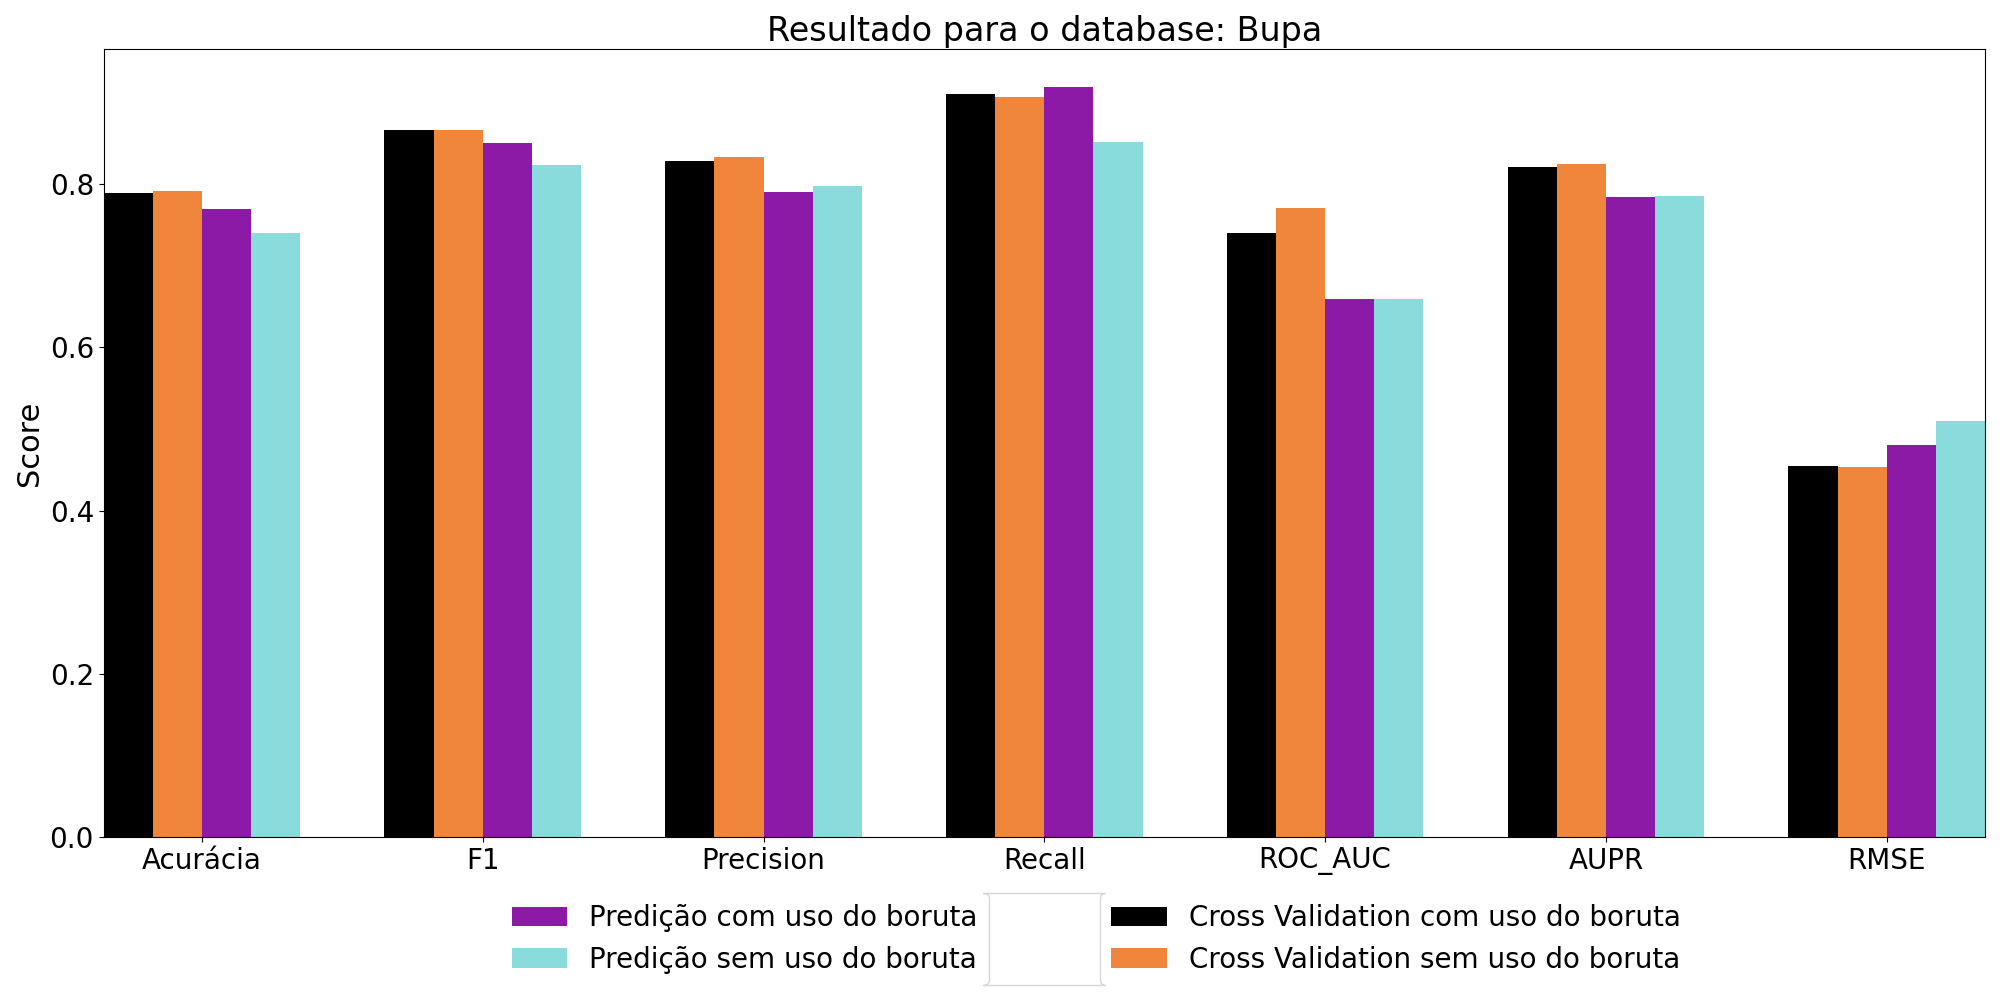 Resultado para o database: Bupa
Score
0.8
0.6
0.4
0.2
0.0
Acurácia F1 Precision Recall ROC_AUC AUPR RMSE
Predição com uso do boruta
Predição sem uso do boruta
Cross Validation com uso do boruta
Cross Validation sem uso do boruta